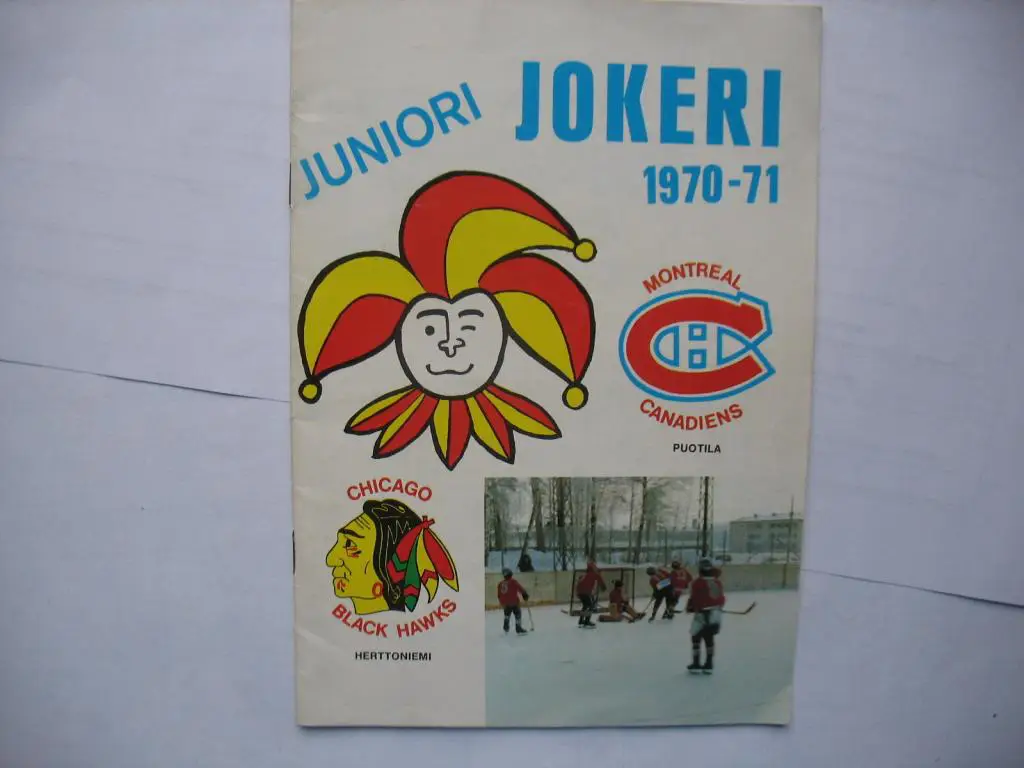 JUNIORI
JOKERI
1970-71
MONTREAL
CANADIENS
PUOTILA
CHICAGO
BLACK HAWKS
HERTTONIEMI